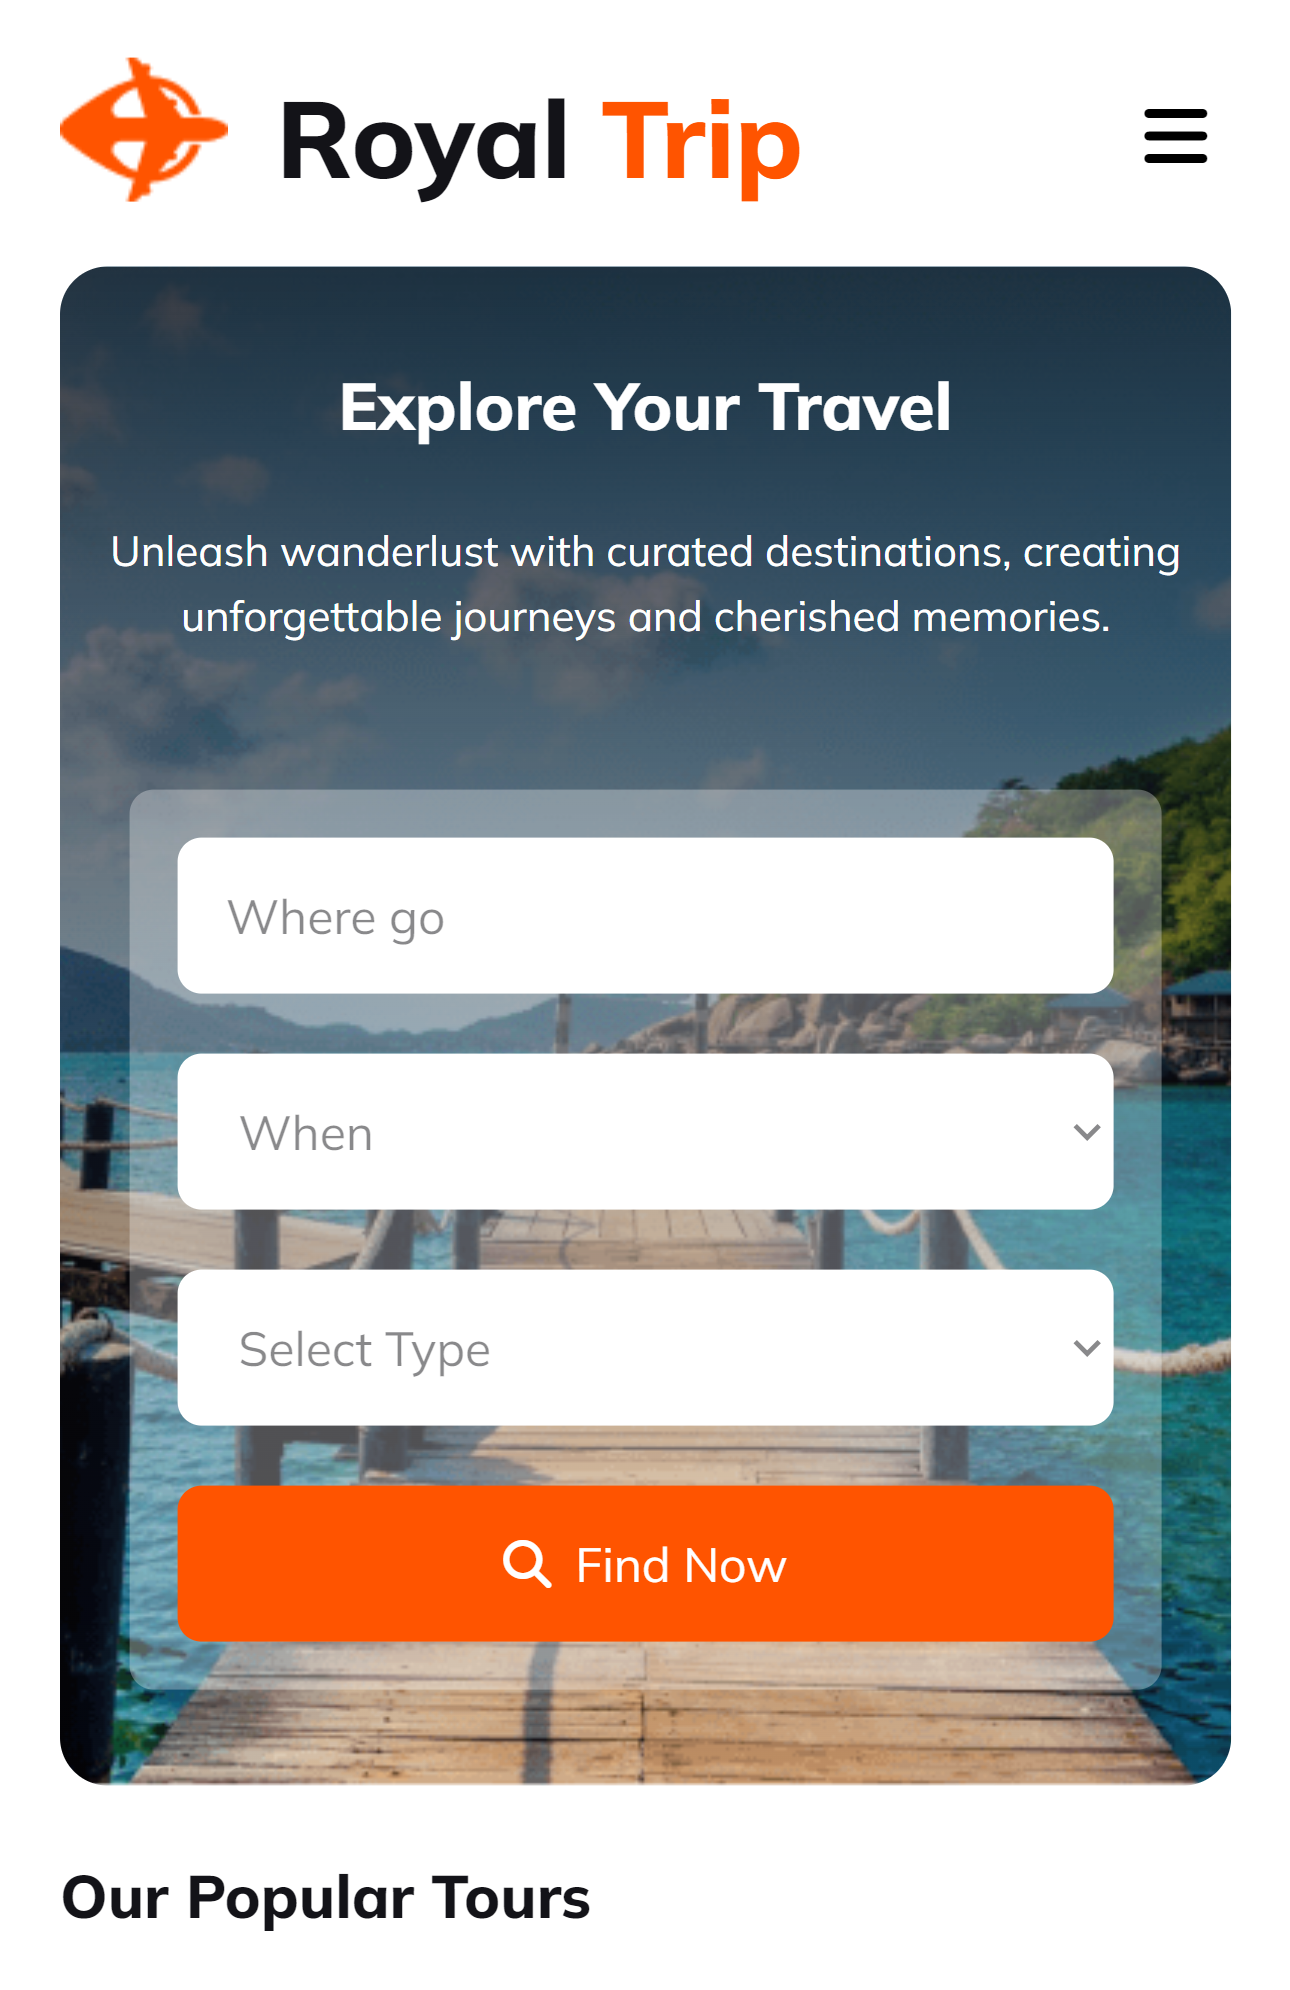 Royal Trip
Explore Your Travel
Unleash wanderlust with curated destinations, creating
unforgettable journeys and cherished memories.
Where go
When
Select Type
Find Now
Our Popular Tours